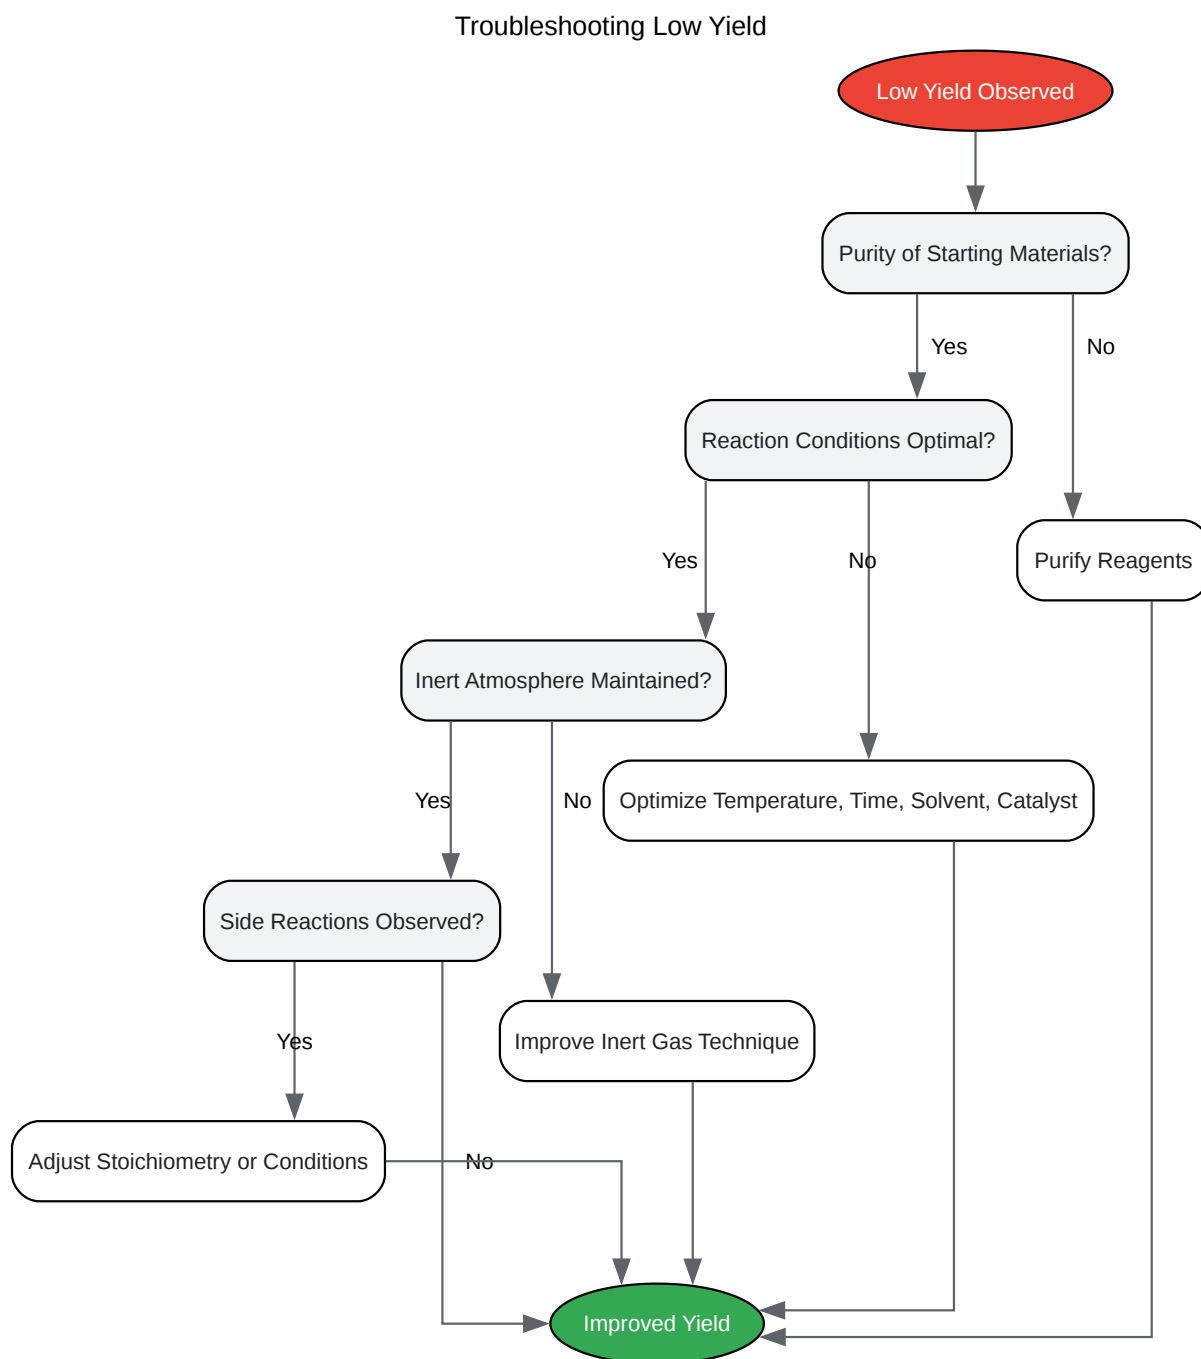 Troubleshooting Low Yield
Low Yield Observed
Purity of Starting Materials?
Yes
No
Reaction Conditions Optimal?
Yes
No
Purify Reagents
Inert Atmosphere Maintained?
Yes
No
Optimize Temperature, Time, Solvent, Catalyst
Side Reactions Observed?
Yes
Improve Inert Gas Technique
Adjust Stoichiometry or Conditions
No
Improved Yield